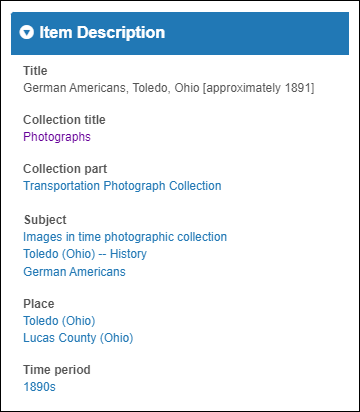 Item Description
Title
German Americans, Toledo, Ohio [approximately 1891]
Collection title
Photographs
Collection part
Transportation Photograph Collection
Subject
Images in time photographic collection
Toledo (Ohio) -- History
German Americans
Place
Toledo (Ohio)
Lucas County (Ohio)
Time period
1890s